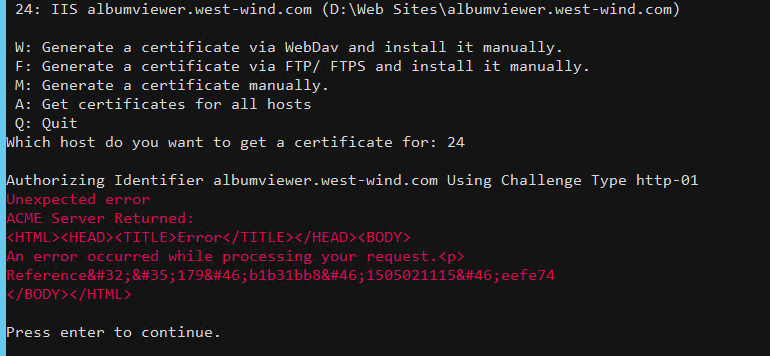 24: IIS albumviewer.west-wind.com (D:\Web Sites\albumviewer.west-wind.com)
W: Generate a certificate via WebDav and install it manually.
F: Generate a certificate via FTP/ FTPS and install it manually.
M: Generate a certificate manually.
A: Get certificates for all hosts
Q: Quit
Which host do you want to get a certificate for: 24
Authorizing Identifier albumviewer.west-wind.com Using Challenge Type http-01
Unexpected error
ACME Server Returned:
<HTML><HEAD><TITLE>Error</TITLE></HEAD><BODY>
An error occurred while processing your request.<p>
Reference&#32;&#35;179&#46;b1b31bb8&#46;1505021115&#46;eefe74
</BODY></HTML>
Press enter to continue.